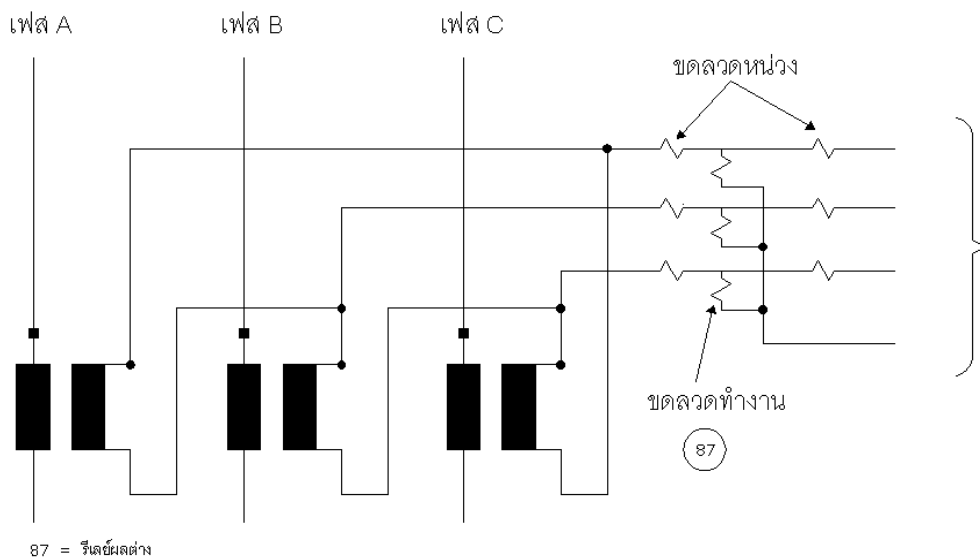 เฟส A
เฟส B
เฟส C
ขดลวดหน่วง
ขดลวดทำงาน
87
87 = รีเลย์ผลต่าง